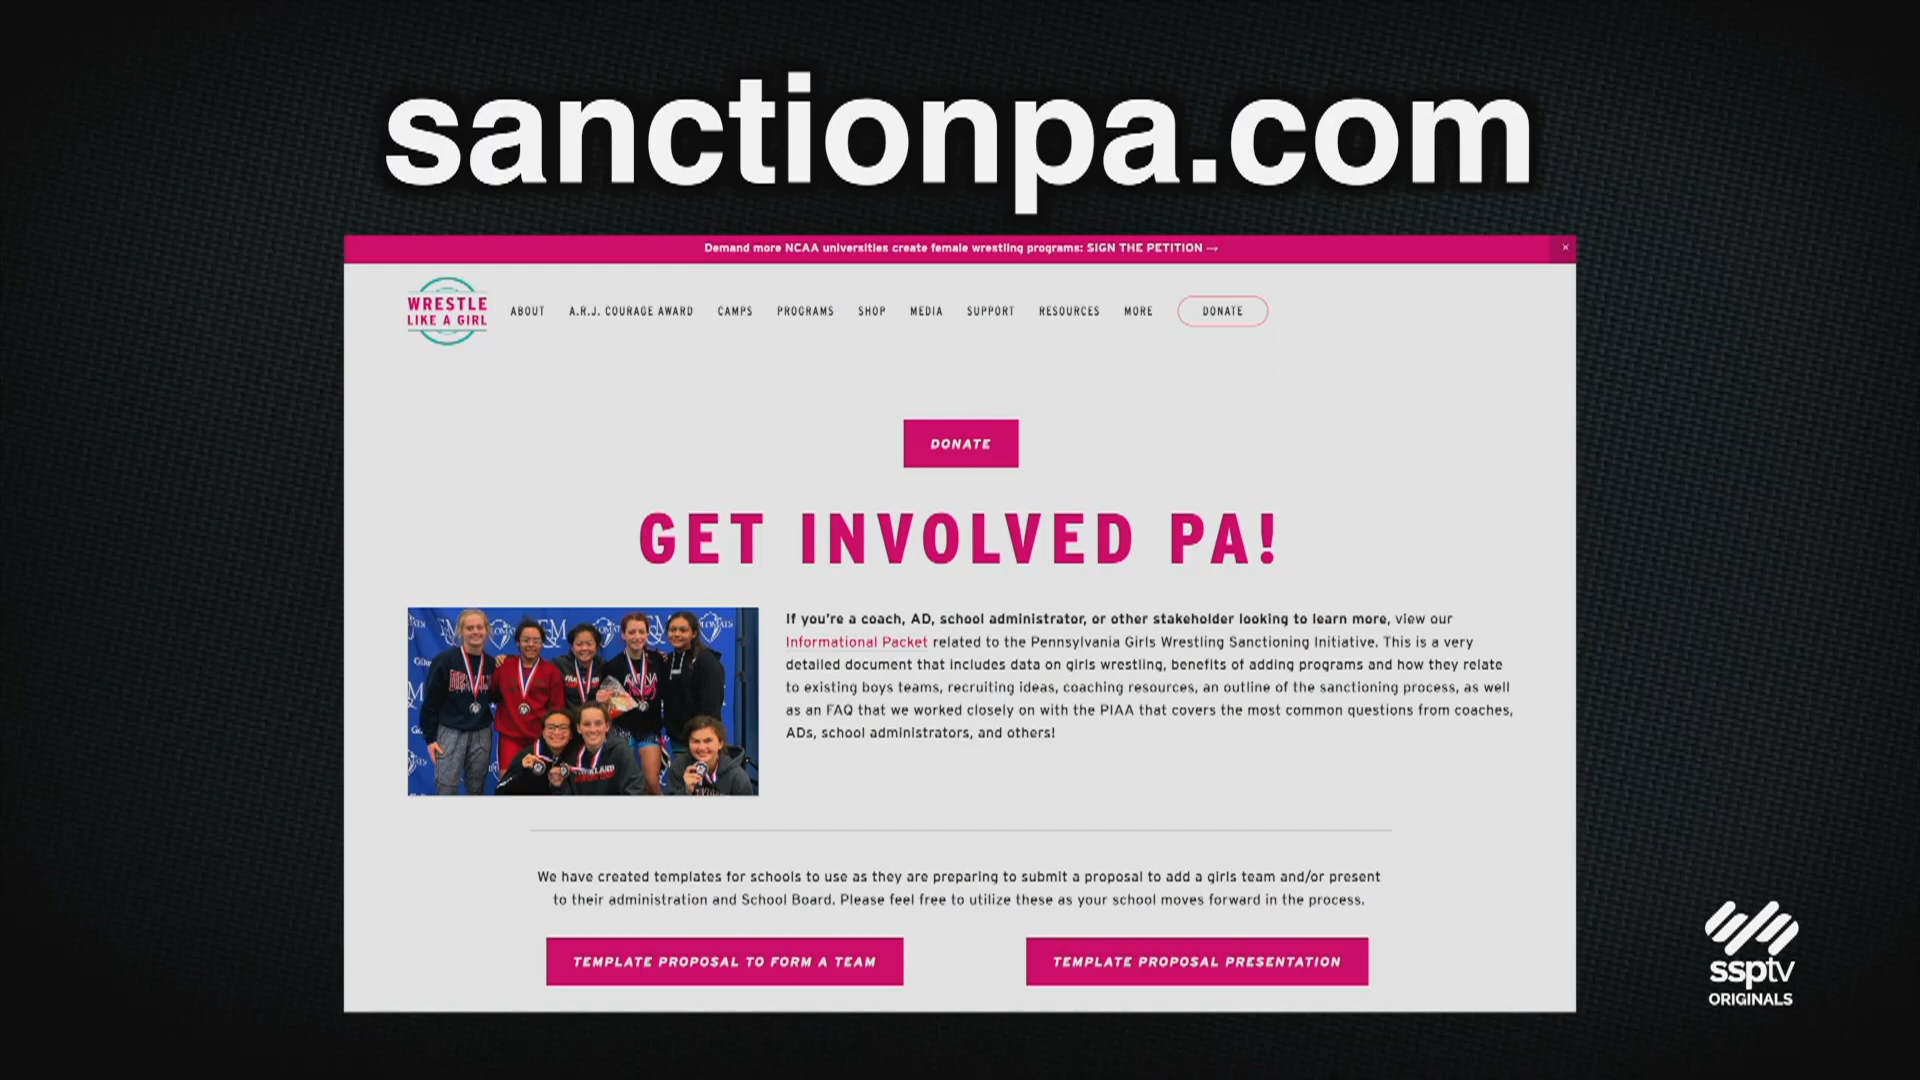 sanctionpa.com
Demand more NCAA universities create female wrestling programs: SIGN THE PETITION →
×
WRESTLE
LIKE A GIRL
ABOUT A.R.J. COURAGE AWARD CAMPS PROGRAMS SHOP MEDIA SUPPORT RESOURCES MORE DONATE
DONATE
GET INVOLVED PA!
If you're a coach, AD, school administrator, or other stakeholder looking to learn more, view our
Informational Packet related to the Pennsylvania Girls Wrestling Sanctioning Initiative. This is a very
detailed document that includes data on girls wrestling, benefits of adding programs and how they relate
to existing boys teams, recruiting ideas, coaching resources, an outline of the sanctioning process, as well
as an FAQ that we worked closely on with the PIAA that covers the most common questions from coaches,
ADs, school administrators, and others!
We have created templates for schools to use as they are preparing to submit a proposal to add a girls team and/or present
to their administration and School Board. Please feel free to utilize these as your school moves forward in the process.
TEMPLATE PROPOSAL TO FORM A TEAM
TEMPLATE PROPOSAL PRESENTATION
ssptv
ORIGINALS